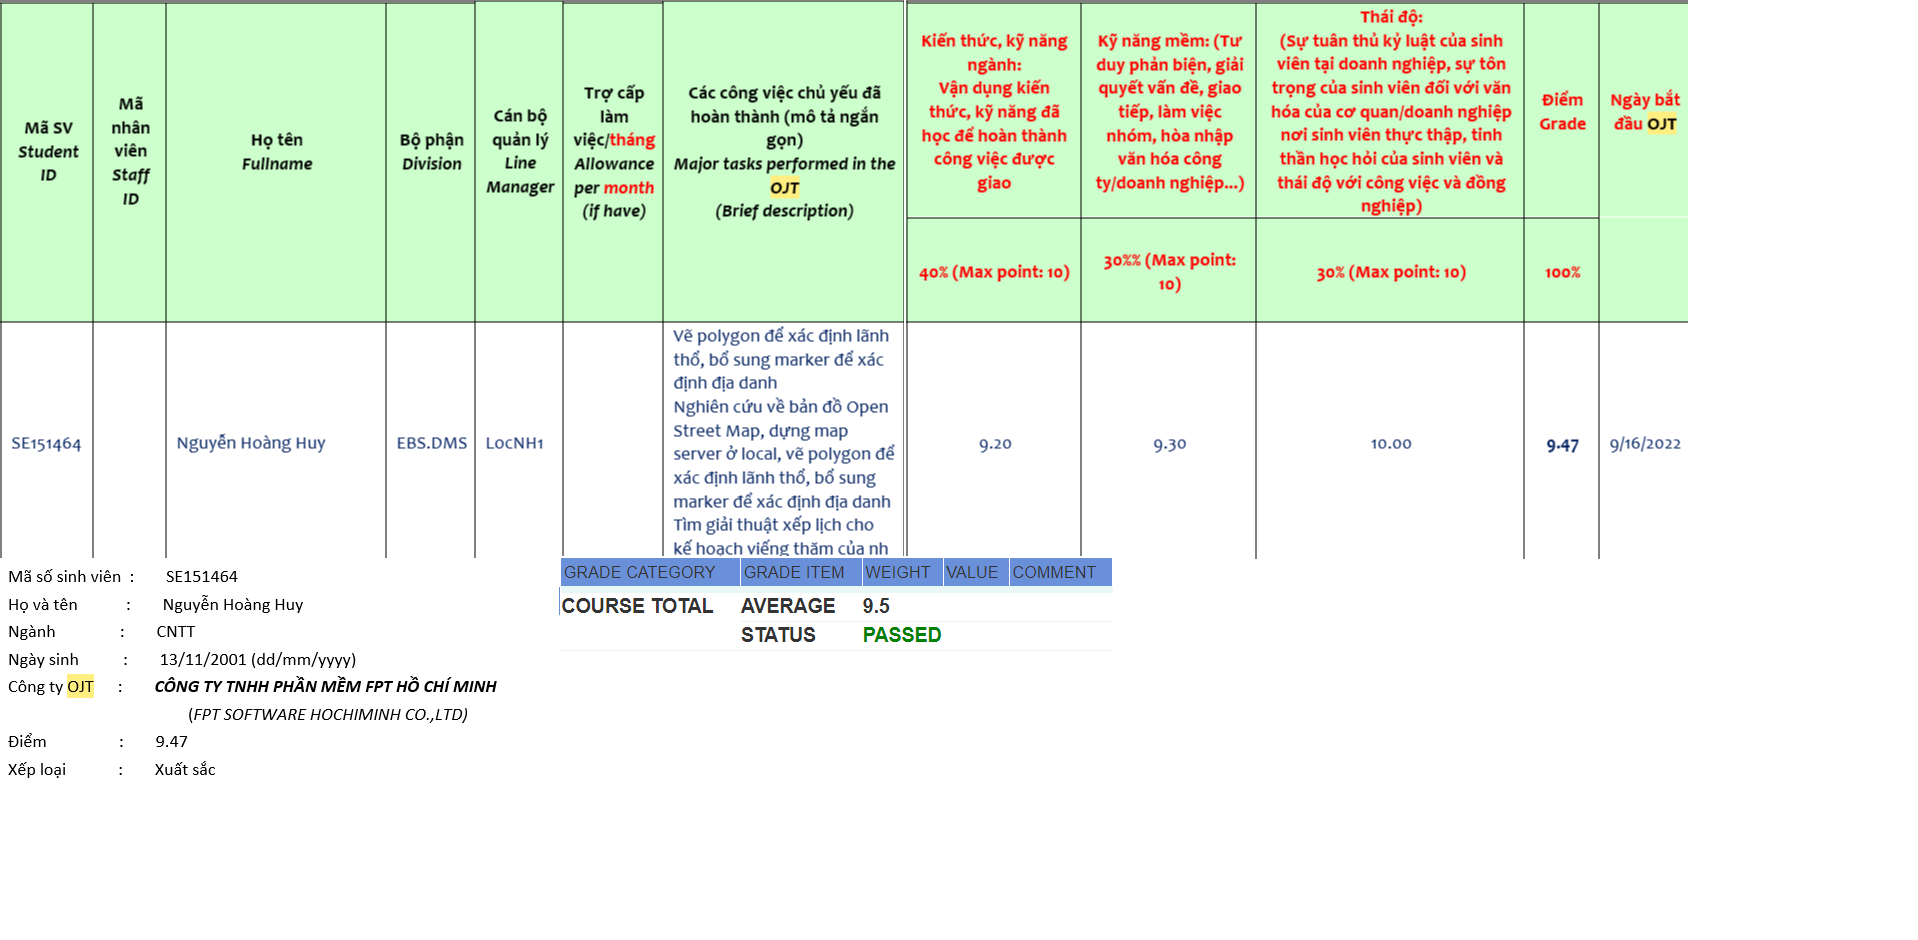 Mã SV
Student
ID
Mã
nhân
viên
Staff
ID
Họ tên
Fullname
Bộ phận
Division
Cán bộ
quản lý
Line
Manager
Trợ cấp
làm
việc/tháng
Allowance
per month
(if have)
Các công việc chủ yếu đã
hoàn thành (mô tả ngắn
gọn)
Major tasks performed in the
OJT
(Brief description)
Kiến thức, kỹ năng
ngành:
Vận dụng kiến
thức, kỹ năng đã
học để hoàn thành
công việc được
giao
Kỹ năng mềm: (Tư
duy phản biện, giải
quyết vấn đề, giao
tiếp, làm việc
nhóm, hòa nhập
văn hóa công
ty/doanh nghiệp...)
Thái độ:
(Sự tuân thủ kỷ luật của sinh
viên tại doanh nghiệp, sự tôn
trọng của sinh viên đối với văn
hóa của cơ quan/doanh nghiệp
nơi sinh viên thực thập, tinh
thần học hỏi của sinh viên và
thái độ với công việc và đồng
nghiệp)
Điểm
Grade
Ngày bắt
đầu OJT
40% (Max point: 10)
30%% (Max point:
10)
30% (Max point: 10)
100%
SE151464
Nguyễn Hoàng Huy
EBS.DMS
LocNH1
Vẽ polygon để xác định lãnh
thổ, bổ sung marker để xác
định địa danh
Nghiên cứu về bản đồ Open
Street Map, dựng map
server ở local, vẽ polygon để
xác định lãnh thổ, bổ sung
marker để xác định địa danh
Tìm giải thuật xếp lịch cho
kế hoạch viếng thăm của nh
9.20
9.30
10.00
9.47
9/16/2022
Mã số sinh viên : SE151464
Họ và tên : Nguyễn Hoàng Huy
Ngành : CNTT
Ngày sinh : 13/11/2001 (dd/mm/yyyy)
Công ty OJT : CÔNG TY TNHH PHẦN MỀM FPT HỒ CHÍ MINH
(FPT SOFTWARE HOCHIMINH CO.,LTD)
Điểm : 9.47
Xếp loại : Xuất sắc
GRADE CATEGORY GRADE ITEM WEIGHT VALUE COMMENT
COURSE TOTAL AVERAGE 9.5
STATUS PASSED